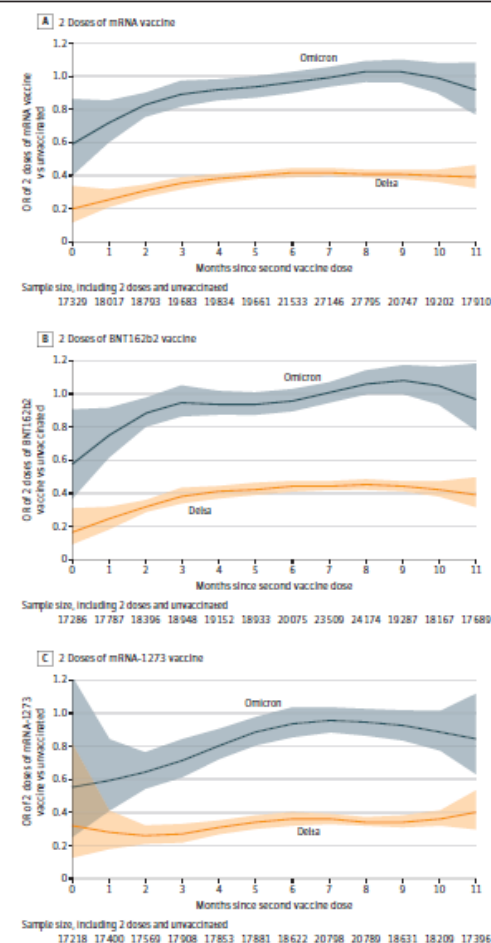 A 2 Doses of mRNA vaccine
OR of 2 doses of mRNA vaccine
vs unvaccinated
1.2
1.0
0.8
0.6
0.4
0.2
0
Omicron
Delta
0 1 2 3 4 5 6 7 8 9 10 11
Months since second vaccine dose
Sample size, including 2 doses and unvaccinated
17329 18017 18793 19683 19834 19661 21533 27146 27795 20747 19202 17910
B 2 Doses of BNT162b2 vaccine
OR of 2 doses of BNT162b2
vaccine vs unvaccinated
1.2
1.0
0.8
0.6
0.4
0.2
0
Omicron
Delta
0 1 2 3 4 5 6 7 8 9 10 11
Months since second vaccine dose
Sample size, including 2 doses and unvaccinated
17286 17787 18396 18948 19152 18933 20075 23509 24174 19287 18167 17689
C 2 Doses of mRNA-1273 vaccine
OR of 2 doses of mRNA-1273
vaccine vs unvaccinated
1.2
1.0
0.8
0.6
0.4
0.2
0
Omicron
Delta
0 1 2 3 4 5 6 7 8 9 10 11
Months since second vaccine dose
Sample size, including 2 doses and unvaccinated
17218 17400 17569 17908 17853 17881 18622 20798 20789 18631 18209 17396